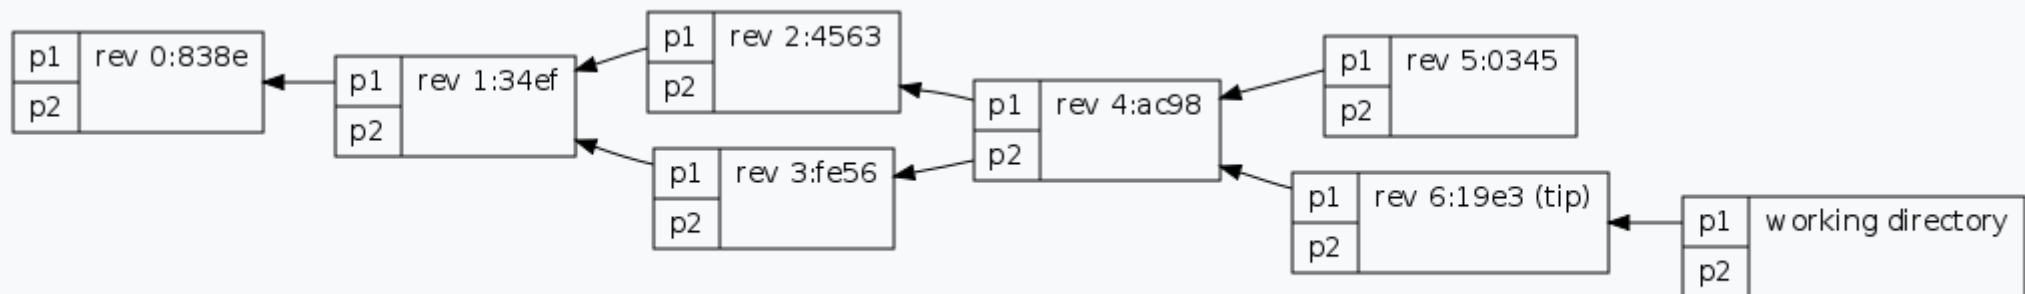 p1 rev 0:838e
p2
p1 rev 1:34ef
p2
p1 rev 2:4563
p2
p1 rev 3:fe56
p2
p1 rev 4:ac98
p2
p1 rev 5:0345
p2
p1 rev 6:19e3 (tip)
p2
p1 working directory
p2